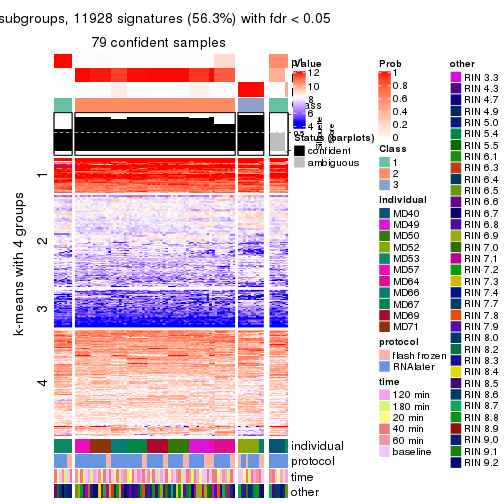 subgroups, 11928 signatures (56.3%) with fdr < 0.05
79 confident samples
k-means with 4 groups
1
2
3
4
individual
protocol
time
other
Value
12
10
8
6
4
Status (barplots)
confident
ambiguous
Silhouette
score
Prob
1
0.8
0.6
0.4
0.2
0
Class
1
2
3
individual
MD40
MD49
MD50
MD52
MD53
MD57
MD64
MD66
MD67
MD69
MD71
protocol
flash frozen
RNAlater
time
120 min
180 min
20 min
40 min
60 min
baseline
other
RIN 3.3
RIN 4.3
RIN 4.7
RIN 4.9
RIN 5.0
RIN 5.4
RIN 5.5
RIN 6.1
RIN 6.3
RIN 6.4
RIN 6.5
RIN 6.6
RIN 6.7
RIN 6.8
RIN 6.9
RIN 7.0
RIN 7.1
RIN 7.2
RIN 7.3
RIN 7.4
RIN 7.7
RIN 7.8
RIN 7.9
RIN 8.0
RIN 8.2
RIN 8.3
RIN 8.4
RIN 8.5
RIN 8.6
RIN 8.7
RIN 8.8
RIN 8.9
RIN 9.0
RIN 9.1
RIN 9.2